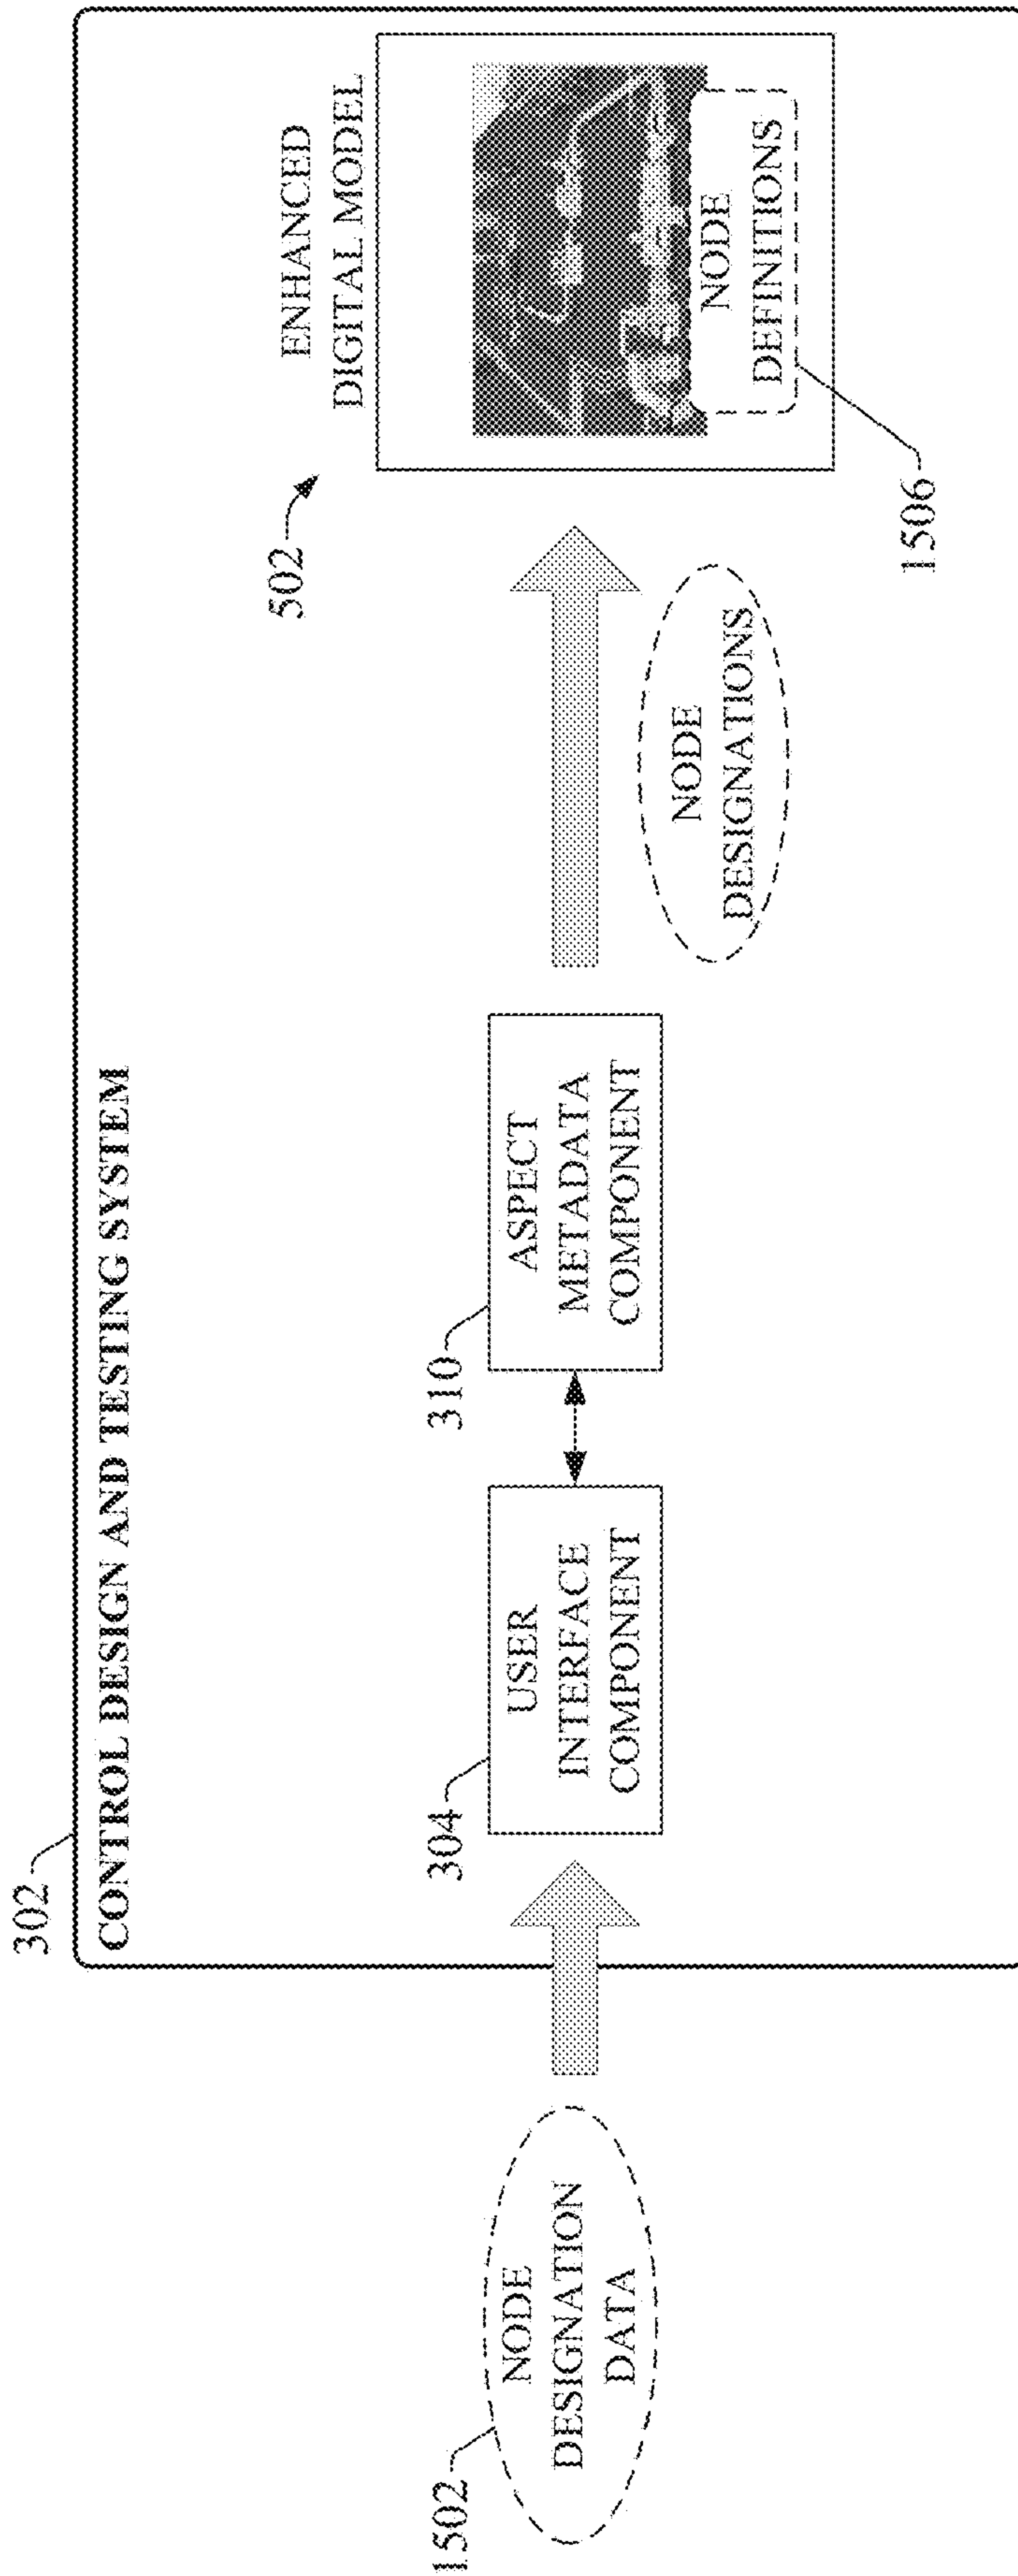 302
CONTROL DESIGN AND TESTING SYSTEM
1502
NODE
DESIGNATION
DATA
304
USER
INTERFACE
COMPONENT
310
ASPECT
METADATA
COMPONENT
NODE
DESIGNATIONS
502
ENHANCED
DIGITAL MODEL
NODE
DEFINITIONS
1506